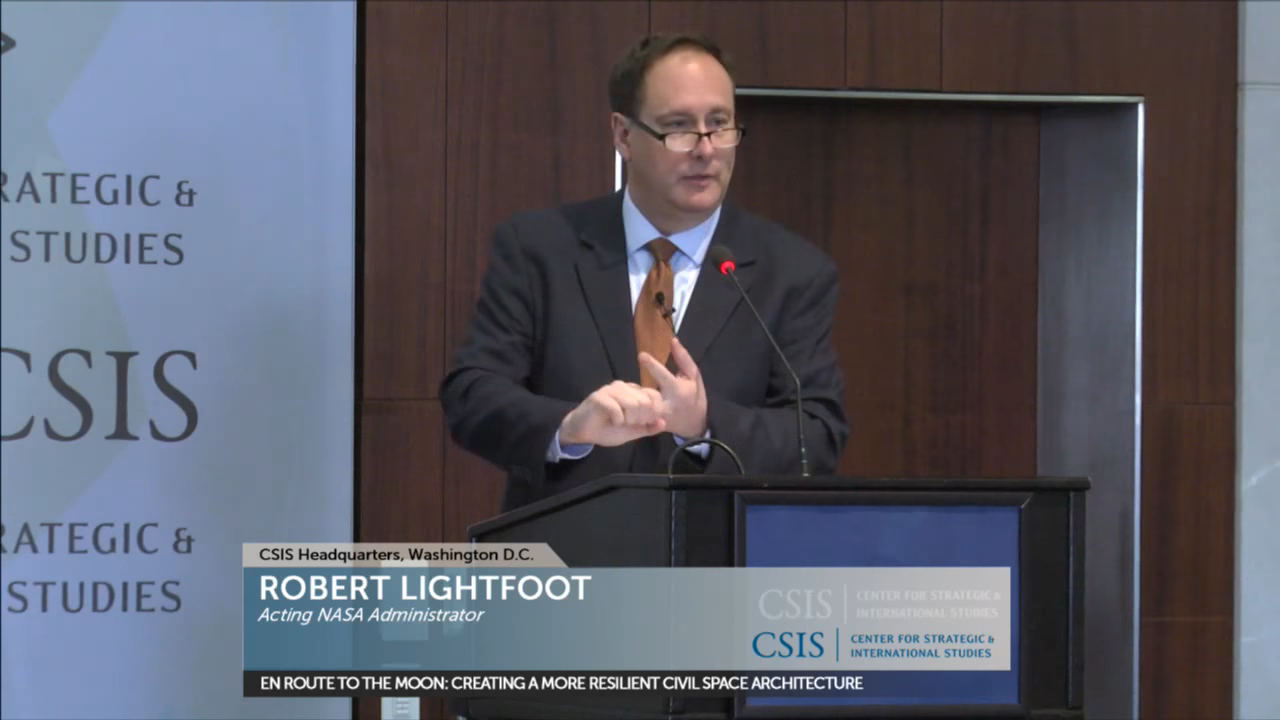 RATEGIC &
STUDIES
CSIS
RATEGIC &
STUDIES
CSIS Headquarters, Washington D.C.
ROBERT LIGHTFOOT
Acting NASA Administrator
CSIS | CENTER FOR STRATEGIC &
INTERNATIONAL STUDIES
CSIS | CENTER FOR STRATEGIC &
INTERNATIONAL STUDIES
EN ROUTE TO THE MOON: CREATING A MORE RESILIENT CIVIL SPACE ARCHITECTURE